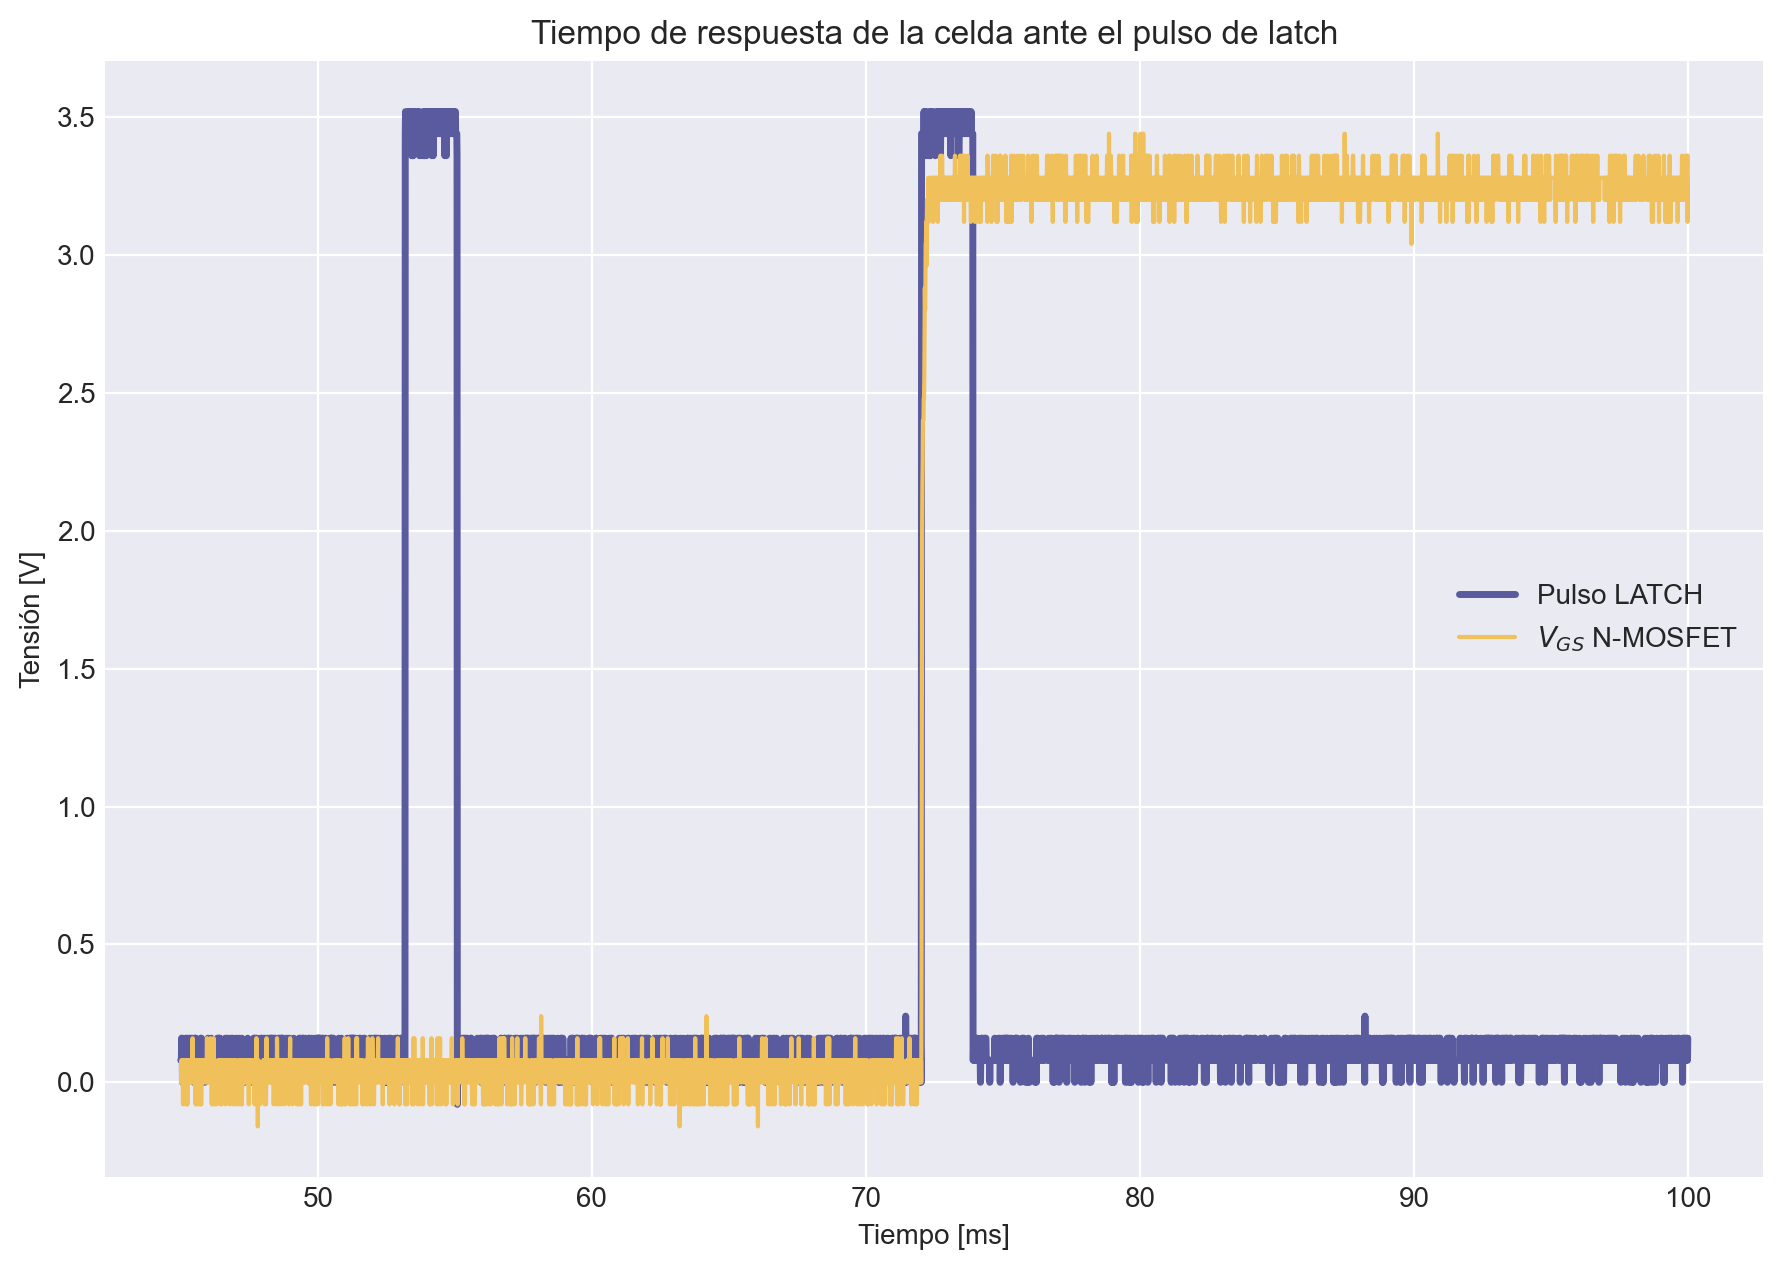 Tiempo de respuesta de la celda ante el pulso de latch
3.5
3.0
2.5
2.0
1.5
1.0
0.5
0.0
Tensión [V]
Pulso LATCH
V_GS N-MOSFET
50 60 70 80 90 100
Tiempo [ms]